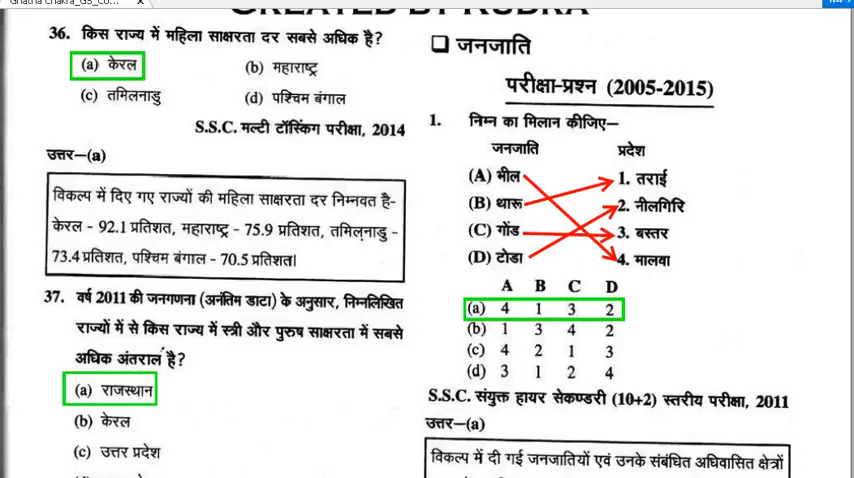 Ghatna Chakra_GS_Cu...
CREATED BY RUDRA
36. किस राज्य में महिला साक्षरता दर सबसे अधिक है?
(a) केरल
(b) महाराष्ट्र
(c) तमिलनाडु
(d) पश्चिम बंगाल
S.S.C. मल्टी टॉस्किंग परीक्षा, 2014
उत्तर–(a)
विकल्प में दिए गए राज्यों की महिला साक्षरता दर निम्नवत है-
केरल - 92.1 प्रतिशत, महाराष्ट्र - 75.9 प्रतिशत, तमिलनाडु -
73.4 प्रतिशत, पश्चिम बंगाल - 70.5 प्रतिशत।
37. वर्ष 2011 की जनगणना (अनंतिम डाटा) के अनुसार, निम्नलिखित
राज्यों में से किस राज्य में स्त्री और पुरुष साक्षरता में सबसे
अधिक अंतराल है?
(a) राजस्थान
(b) केरल
(c) उत्तर प्रदेश
जनजाति
परीक्षा-प्रश्न (2005-2015)
1. निम्न का मिलान कीजिए–
जनजाति प्रदेश
(A) भील 1. तराई
(B) थारू 2. नीलगिरि
(C) गोंड 3. बस्तर
(D) टोडा 4. मालवा
A B C D
(a) 4 1 3 2
(b) 1 3 4 2
(c) 4 2 1 3
(d) 3 1 2 4
S.S.C. संयुक्त हायर सेकण्डरी (10+2) स्तरीय परीक्षा, 2011
उत्तर–(a)
विकल्प में दी गई जनजातियों एवं उनके संबंधित अधिवासित क्षेत्रों